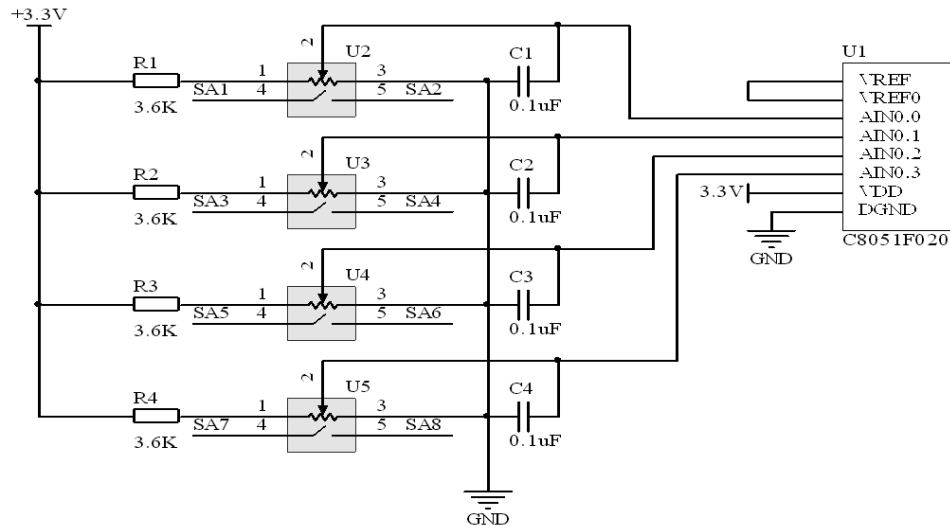 +3.3V
2 U2 C1 U1
R1 1 3 VREF
SA1 4 5 SA2 VREF0
3.6K 0.1uF AIN0.0
2 U3 AIN0.1
R2 1 3 C2 AIN0.2
SA3 4 5 SA4 AIN0.3
3.6K 0.1uF 3.3V VDD
DGND
2 U4 GND C8051F020
R3 1 3 C3
SA5 4 5 SA6
3.6K 0.1uF
2 U5 C4
R4 1 3
SA7 4 5 SA8
3.6K 0.1uF
GND